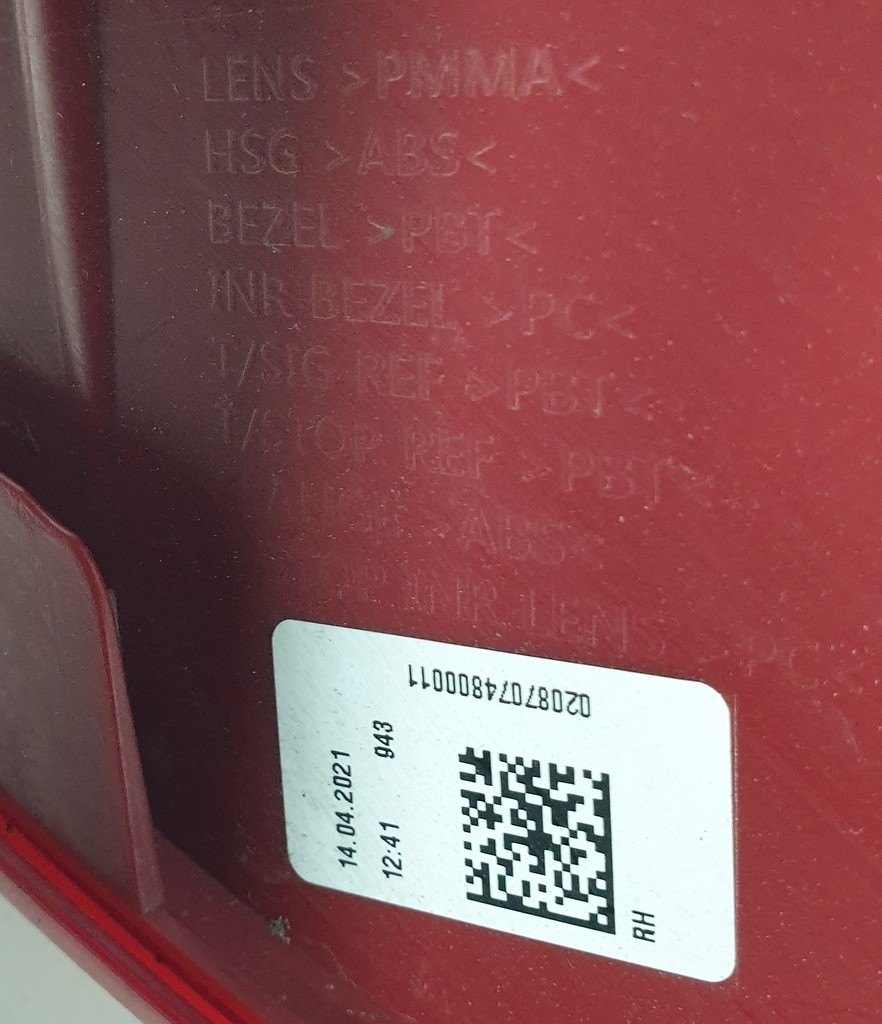 LENS >PMMA<
HSG >ABS<
BEZEL >PBT<
INR BEZEL >PC<
T/SIG REF >PBT<
T/STOP REF >PBT<
>ABS<
INR LENS >PC<
02087074800011
14.04.2021
943
12:41
RH